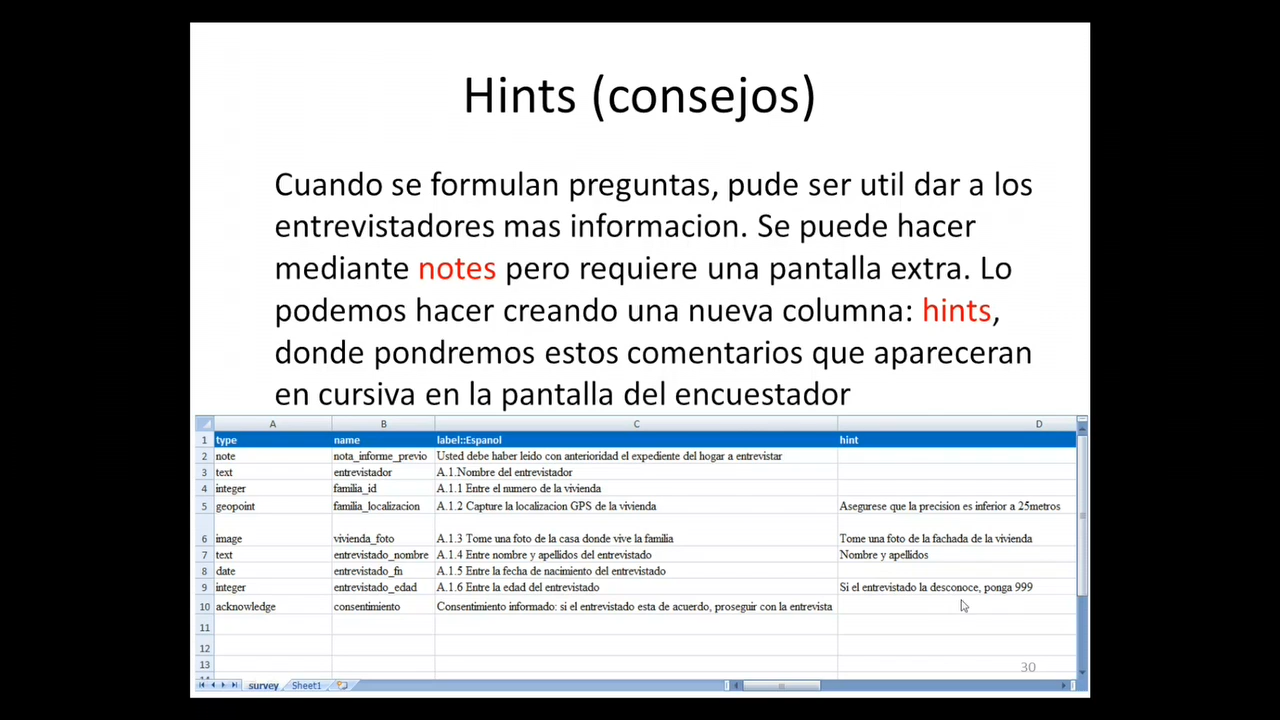 Hints (consejos)
Cuando se formulan preguntas, pude ser util dar a los
entrevistadores mas informacion. Se puede hacer
mediante notes pero requiere una pantalla extra. Lo
podemos hacer creando una nueva columna: hints,
donde pondremos estos comentarios que apareceran
en cursiva en la pantalla del encuestador
A B C D
1 type name label::Espanol hint
2 note nota_informe_previo Usted debe haber leido con anterioridad el expediente del hogar a entrevistar
3 text entrevistador A.1.Nombre del entrevistador
4 integer familia_id A.1.1 Entre el numero de la vivienda
5 geopoint familia_localizacion A.1.2 Capture la localizacion GPS de la vivienda Asegurese que la precision es inferior a 25metros
6 image vivienda_foto A.1.3 Tome una foto de la casa donde vive la familia Tome una foto de la fachada de la vivienda
7 text entrevistado_nombre A.1.4 Entre nombre y apellidos del entrevistado Nombre y apellidos
8 date entrevistado_fn A.1.5 Entre la fecha de nacimiento del entrevistado
9 integer entrevistado_edad A.1.6 Entre la edad del entrevistado Si el entrevistado la desconoce, ponga 999
10 acknowledge consentimiento Consentimiento informado: si el entrevistado esta de acuerdo, proseguir con la entrevista
11
12
13 30
survey Sheet1